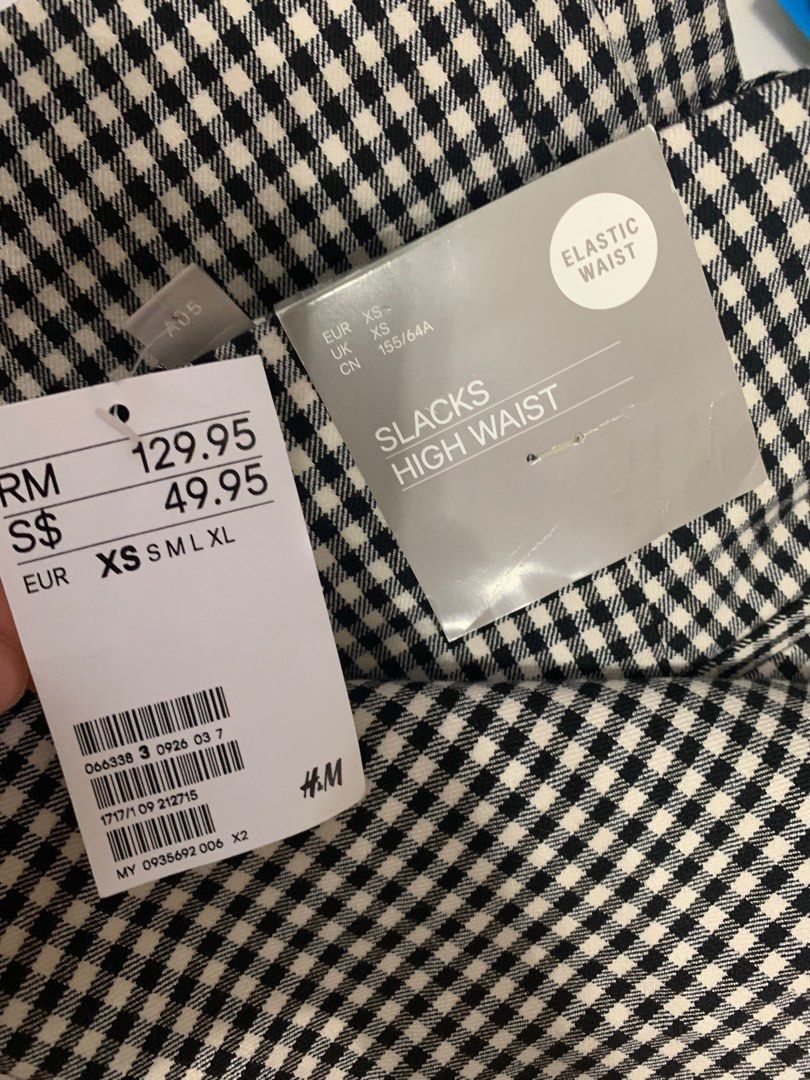 ELASTIC
WAIST
EUR XS
UK XS
CN 155/64A
SLACKS
HIGH WAIST
A05
RM 129.95
S$ 49.95
EUR XS S M L XL
066338 3 0926 03 7
1717/1 09 212715
MY 0935692 006 X2
H&M